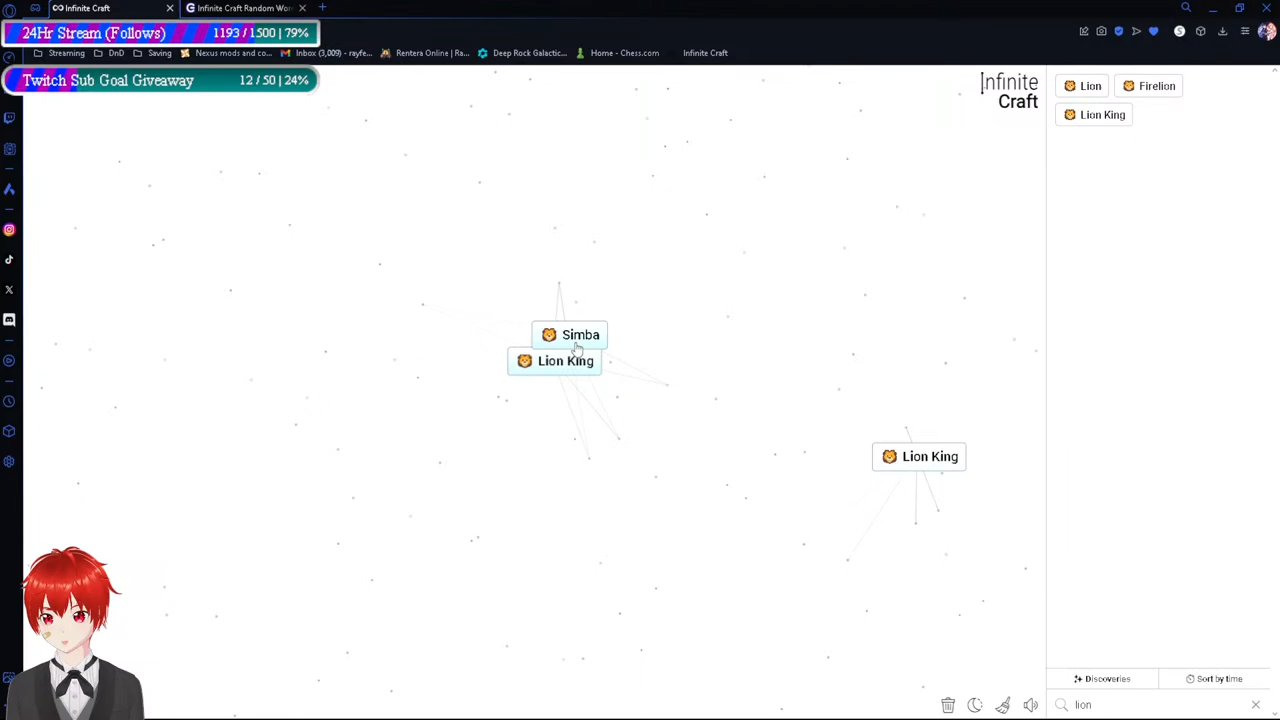 Infinite Craft
Infinite Craft Random Wor
24Hr Stream (Follows) 1193 / 1500 | 79%
Streaming DnD Saving Nexus mods and co... Inbox (3,009) - rayfe... Rentera Online | Ra... Deep Rock Galactic... Home - Chess.com Infinite Craft
Twitch Sub Goal Giveaway 12 / 50 | 24%
Infinite
Craft
Lion Firelion
Lion King
Simba
Lion King
Lion King
Discoveries Sort by time
lion